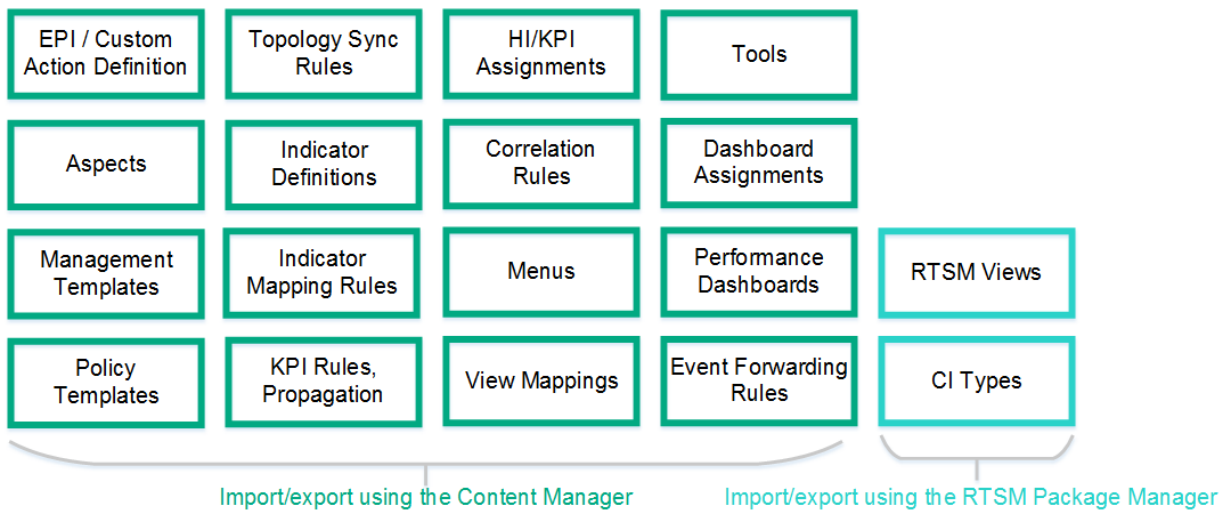 EPI / Custom
Action Definition
Topology Sync
Rules
HI/KPI
Assignments
Tools
Aspects
Indicator
Definitions
Correlation
Rules
Dashboard
Assignments
Management
Templates
Indicator
Mapping Rules
Menus
Performance
Dashboards
RTSM Views
Policy
Templates
KPI Rules,
Propagation
View Mappings
Event Forwarding
Rules
CI Types
Import/export using the Content Manager
Import/export using the RTSM Package Manager